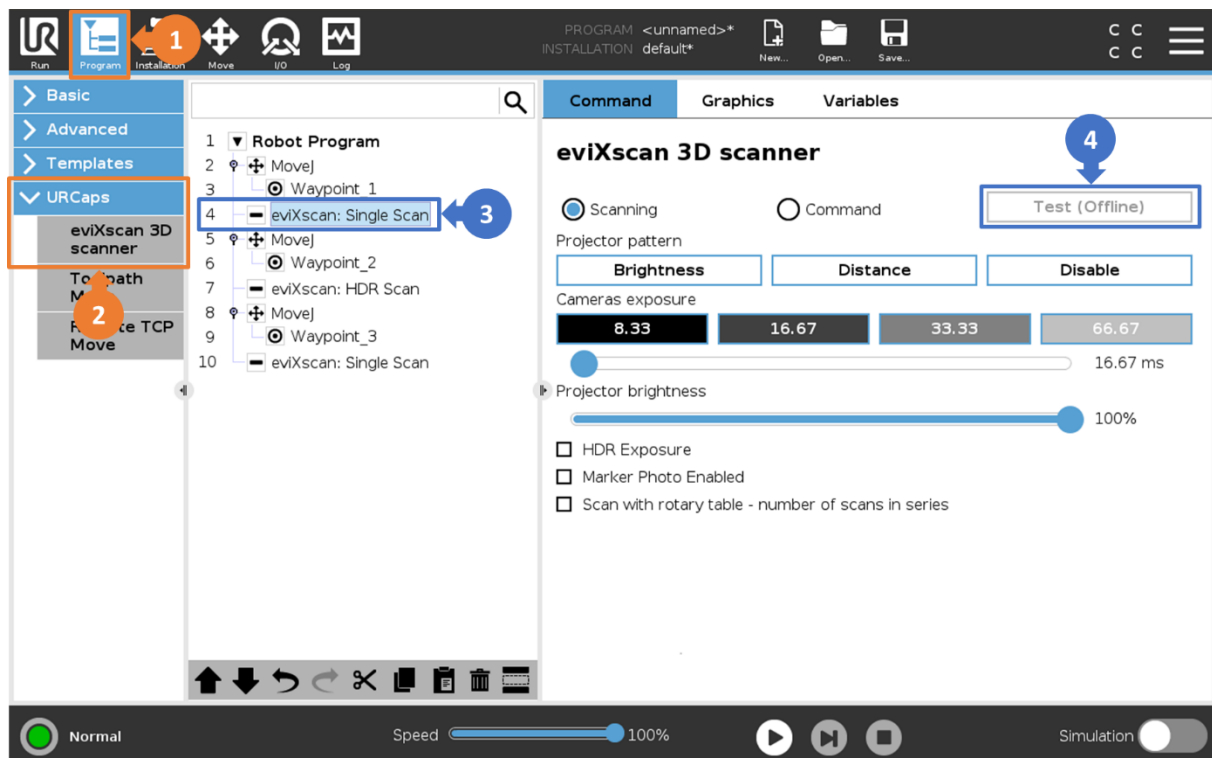 UR
PROGRAM <unnamed>*
INSTALLATION default*
C C
C C
Run Program Installation Move I/O Log New... Open... Save...
1
Basic
Advanced
Templates
URCaps
eviXscan 3D
scanner
2
Move
1 Robot Program
2 MoveJ
3 Waypoint_1
4 eviXscan: Single Scan
3
5 MoveJ
6 Waypoint_2
7 eviXscan: HDR Scan
8 MoveJ
9 Waypoint_3
10 eviXscan: Single Scan
Command Graphics Variables
eviXscan 3D scanner
4
Scanning Command Test (Offline)
Projector pattern
Brightness Distance Disable
Cameras exposure
8.33 16.67 33.33 66.67
16.67 ms
Projector brightness
100%
HDR Exposure
Marker Photo Enabled
Scan with rotary table - number of scans in series
Normal Speed 100% Simulation